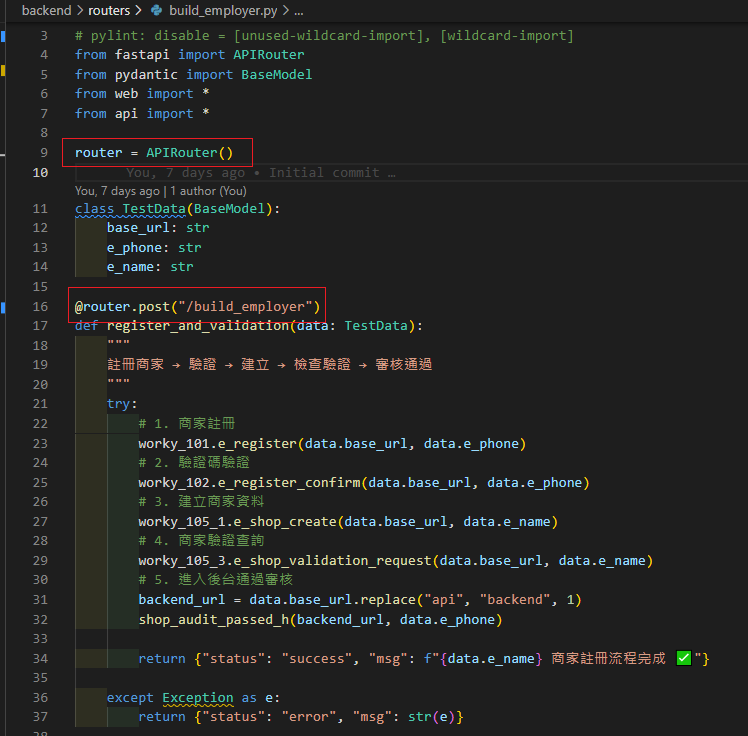 backend > routers > build_employer.py > ...
3 # pylint: disable = [unused-wildcard-import], [wildcard-import]
4 from fastapi import APIRouter
5 from pydantic import BaseModel
6 from web import *
7 from api import *
8
9 router = APIRouter()
10 You, 7 days ago • Initial commit …
You, 7 days ago | 1 author (You)
11 class TestData(BaseModel):
12 base_url: str
13 e_phone: str
14 e_name: str
15
16 @router.post("/build_employer")
17 def register_and_validation(data: TestData):
18 """
19 註冊商家 → 驗證 → 建立 → 檢查驗證 → 審核通過
20 """
21 try:
22 # 1. 商家註冊
23 worky_101.e_register(data.base_url, data.e_phone)
24 # 2. 驗證碼驗證
25 worky_102.e_register_confirm(data.base_url, data.e_phone)
26 # 3. 建立商家資料
27 worky_105_1.e_shop_create(data.base_url, data.e_name)
28 # 4. 商家驗證查詢
29 worky_105_3.e_shop_validation_request(data.base_url, data.e_name)
30 # 5. 進入後台通過審核
31 backend_url = data.base_url.replace("api", "backend", 1)
32 shop_audit_passed_h(backend_url, data.e_phone)
33
34 return {"status": "success", "msg": f"{data.e_name} 商家註冊流程完成 ✅"}
35
36 except Exception as e:
37 return {"status": "error", "msg": str(e)}
38